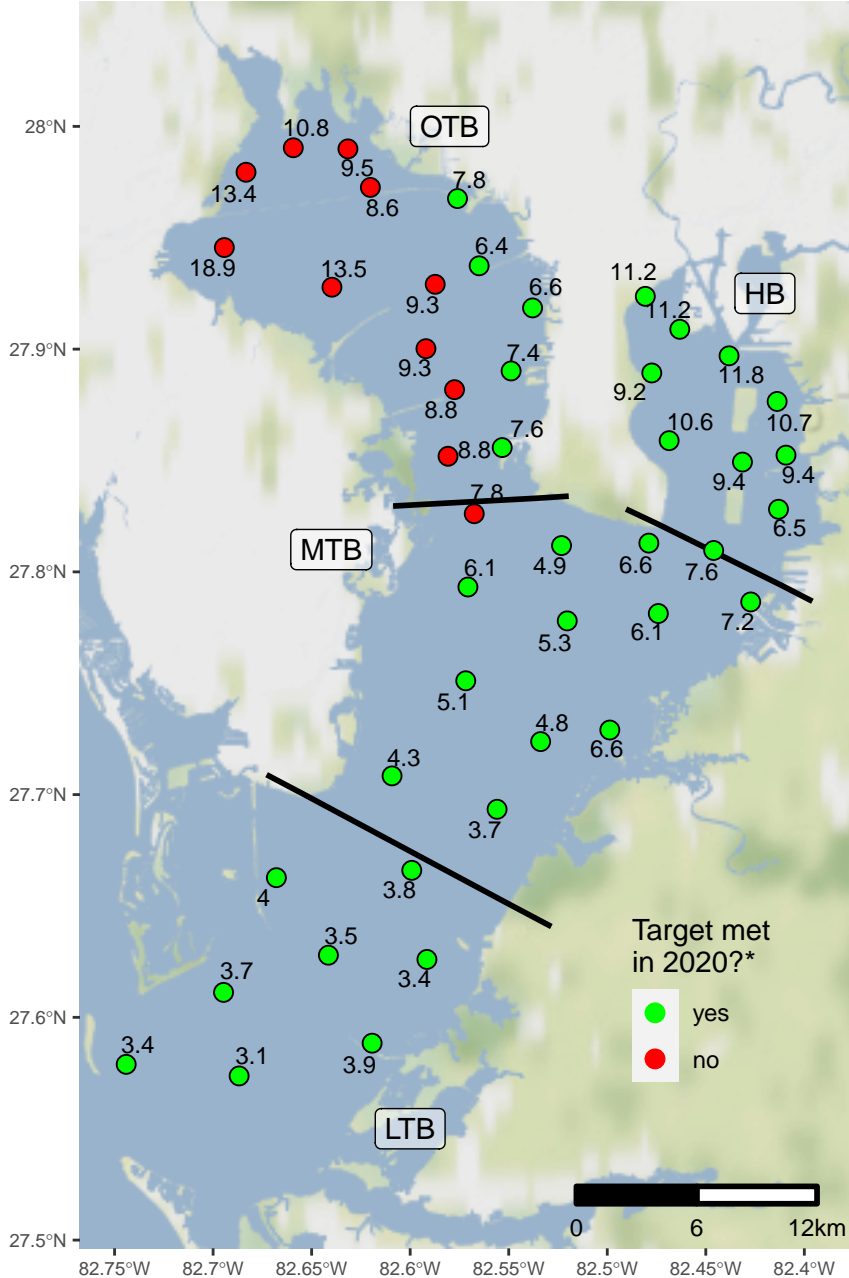 28°N
27.9°N
27.8°N
27.7°N
27.6°N
27.5°N
OTB
10.8
9.5
13.4
8.6
7.8
18.9
13.5
6.4
9.3
6.6
9.3
7.4
8.8
7.6
8.8
HB
11.2
11.2
11.8
9.2
10.7
10.6
9.4
9.4
6.5
7.6
7.8
MTB
4.9
6.6
7.2
6.1
5.3
6.1
5.1
4.8
6.6
4.3
3.7
3.8
4
3.5
3.4
3.7
3.4
3.1
3.9
LTB
Target met
in 2020?*
yes
no
0 6 12km
82.75°W 82.7°W 82.65°W 82.6°W 82.55°W 82.5°W 82.45°W 82.4°W